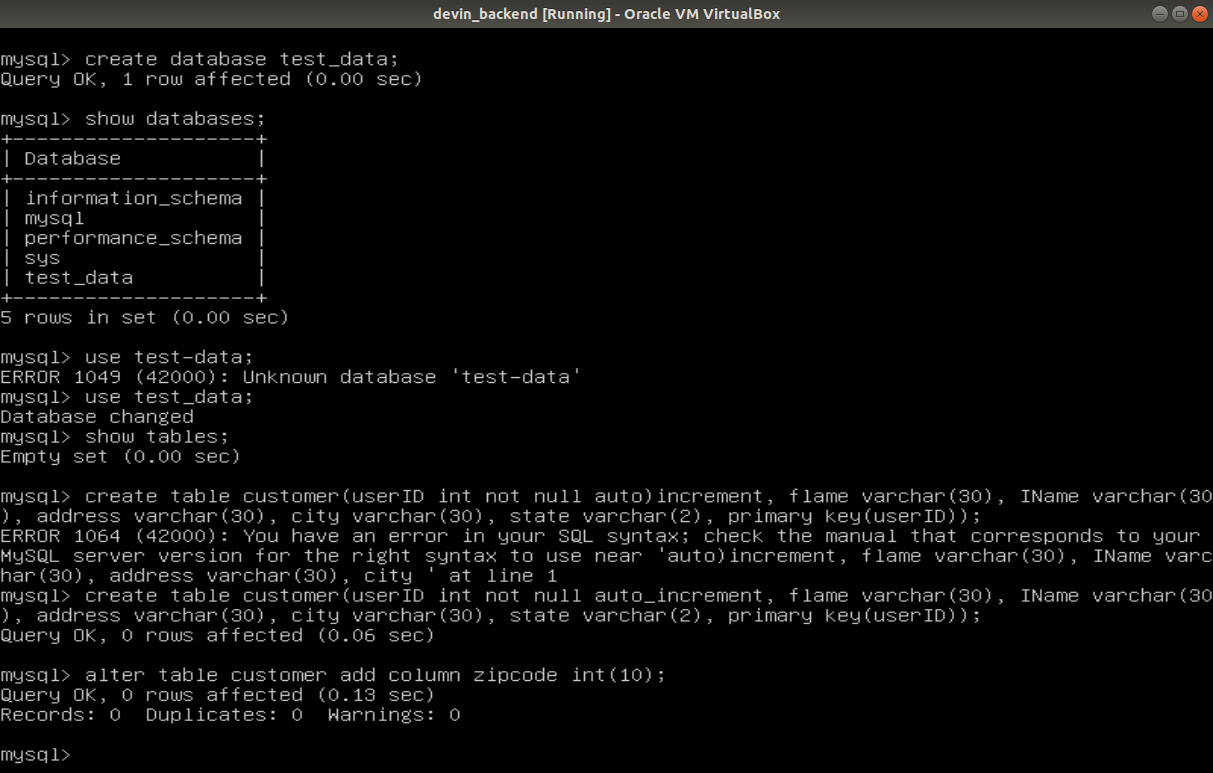 devin_backend [Running] - Oracle VM VirtualBox
mysql> create database test_data;
Query OK, 1 row affected (0.00 sec)
mysql> show databases;
+--------------------+
| Database           |
+--------------------+
| information_schema |
| mysql              |
| performance_schema |
| sys                |
| test_data          |
+--------------------+
5 rows in set (0.00 sec)
mysql> use test-data;
ERROR 1049 (42000): Unknown database 'test-data'
mysql> use test_data;
Database changed
mysql> show tables;
Empty set (0.00 sec)
mysql> create table customer(userID int not null auto)increment, flame varchar(30), IName varchar(30
), address varchar(30), city varchar(30), state varchar(2), primary key(userID));
ERROR 1064 (42000): You have an error in your SQL syntax; check the manual that corresponds to your
MySQL server version for the right syntax to use near 'auto)increment, flame varchar(30), IName varc
har(30), address varchar(30), city ' at line 1
mysql> create table customer(userID int not null auto_increment, flame varchar(30), IName varchar(30
), address varchar(30), city varchar(30), state varchar(2), primary key(userID));
Query OK, 0 rows affected (0.06 sec)
mysql> alter table customer add column zipcode int(10);
Query OK, 0 rows affected (0.13 sec)
Records: 0  Duplicates: 0  Warnings: 0
mysql>